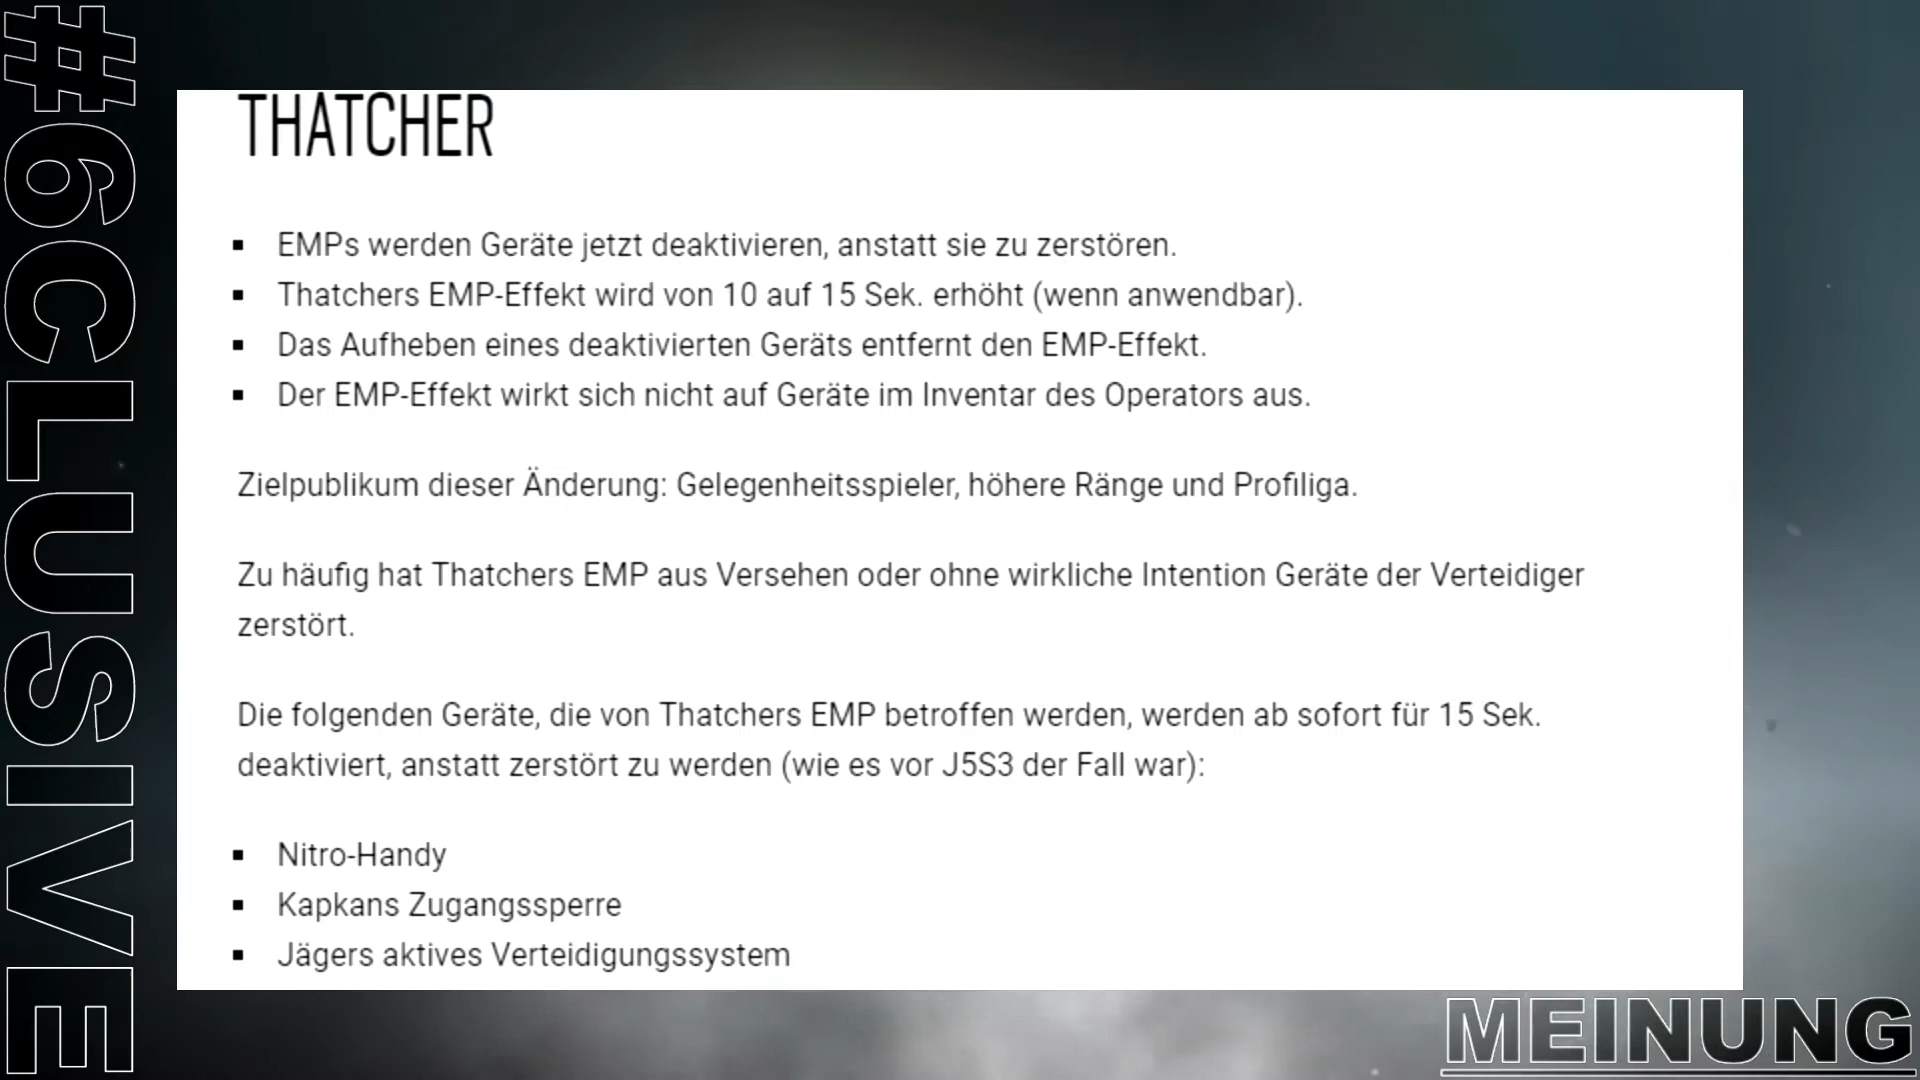 #6CLUSIVE
THATCHER
▪ EMPs werden Geräte jetzt deaktivieren, anstatt sie zu zerstören.
▪ Thatchers EMP-Effekt wird von 10 auf 15 Sek. erhöht (wenn anwendbar).
▪ Das Aufheben eines deaktivierten Geräts entfernt den EMP-Effekt.
▪ Der EMP-Effekt wirkt sich nicht auf Geräte im Inventar des Operators aus.
Zielpublikum dieser Änderung: Gelegenheitsspieler, höhere Ränge und Profiliga.
Zu häufig hat Thatchers EMP aus Versehen oder ohne wirkliche Intention Geräte der Verteidiger
zerstört.
Die folgenden Geräte, die von Thatchers EMP betroffen werden, werden ab sofort für 15 Sek.
deaktiviert, anstatt zerstört zu werden (wie es vor J5S3 der Fall war):
▪ Nitro-Handy
▪ Kapkans Zugangssperre
▪ Jägers aktives Verteidigungssystem
MEINUNG